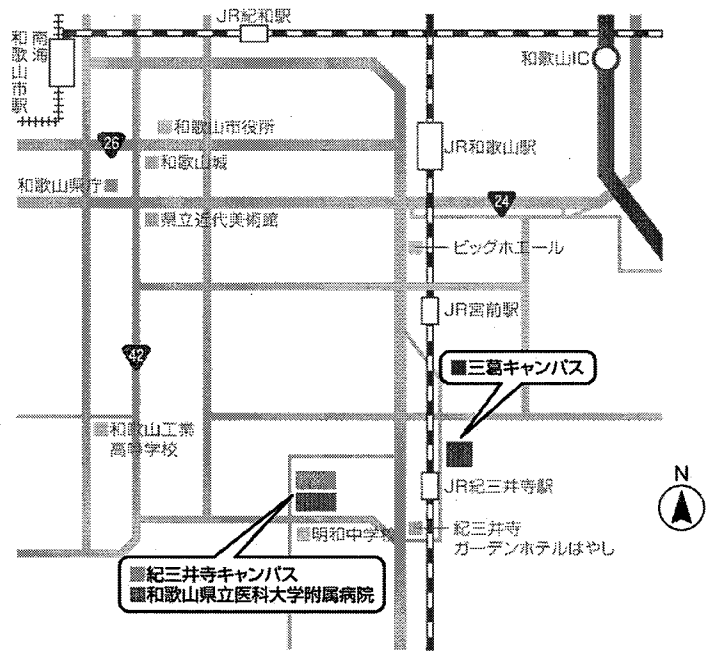 JR紀和駅
南海
和歌山市駅
和歌山IC
26
和歌山市役所
JR和歌山駅
和歌山城
和歌山県庁
24
県立近代美術館
ビッグホエール
JR宮前駅
42
三葛キャンパス
和歌山工業
高等学校
N
JR紀三井寺駅
明和中学校
紀三井寺
ガーデンホテルはやし
紀三井寺キャンパス
和歌山県立医科大学附属病院